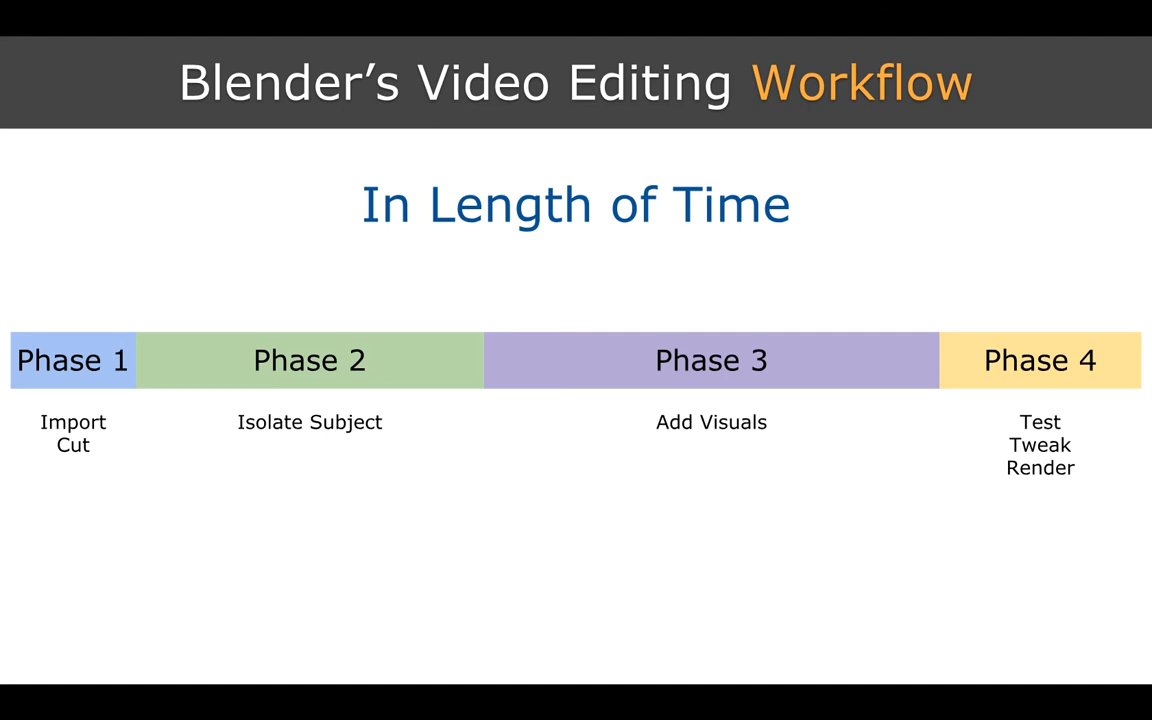 Blender’s Video Editing Workflow
In Length of Time
Phase 1
Phase 2
Phase 3
Phase 4
Import
Cut
Isolate Subject
Add Visuals
Test
Tweak
Render